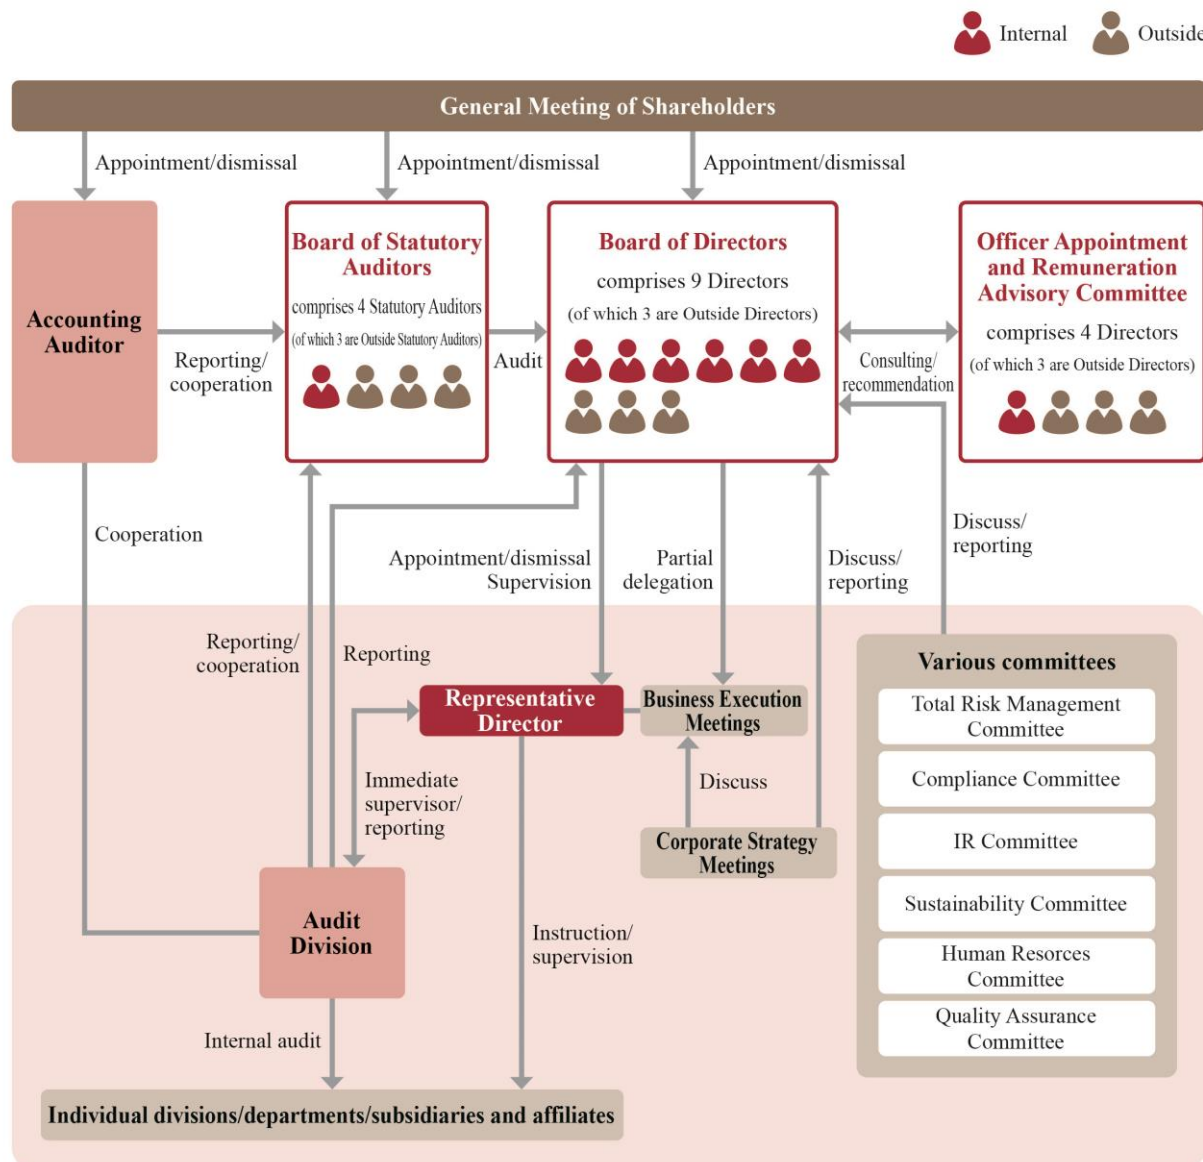 Internal
Outside
General Meeting of Shareholders
Appointment/dismissal
Appointment/dismissal
Appointment/dismissal
Accounting
Auditor
Reporting/
cooperation
Board of Statutory
Auditors
comprises 4 Statutory Auditors
(of which 3 are Outside Statutory Auditors)
Audit
Board of Directors
comprises 9 Directors
(of which 3 are Outside Directors)
Consulting/
recommendation
Officer Appointment
and Remuneration
Advisory Committee
comprises 4 Directors
(of which 3 are Outside Directors)
Cooperation
Appointment/dismissal
Supervision
Partial
delegation
Discuss/
reporting
Discuss/
reporting
Reporting/
cooperation
Reporting
Representative
Director
Business Execution
Meetings
Immediate
supervisor/
reporting
Discuss
Corporate Strategy
Meetings
Audit
Division
Instruction/
supervision
Internal audit
Individual divisions/departments/subsidiaries and affiliates
Various committees
Total Risk Management
Committee
Compliance Committee
IR Committee
Sustainability Committee
Human Resorces
Committee
Quality Assurance
Committee